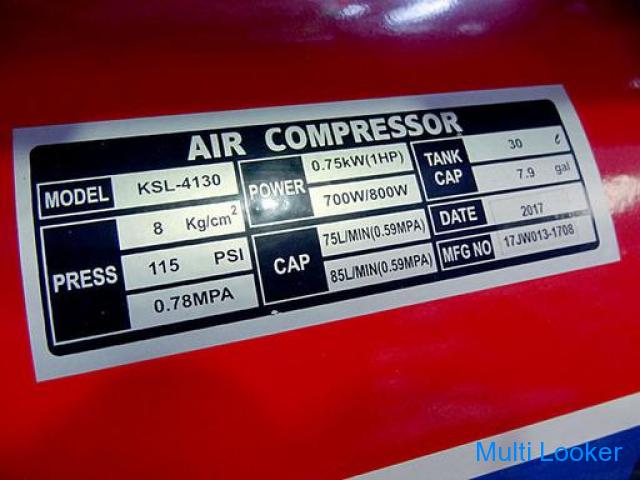 AIR COMPRESSOR
MODEL KSL-4130
PRESS
8 Kg/cm²
115 PSI
0.78MPA
POWER
0.75kW(1HP)
700W/800W
CAP
75L/MIN(0.59MPA)
85L/MIN(0.59MPA)
TANK CAP
30 ℓ
7.9 gal
DATE 2017
MFG NO 17JW013-1708
Multi Looker